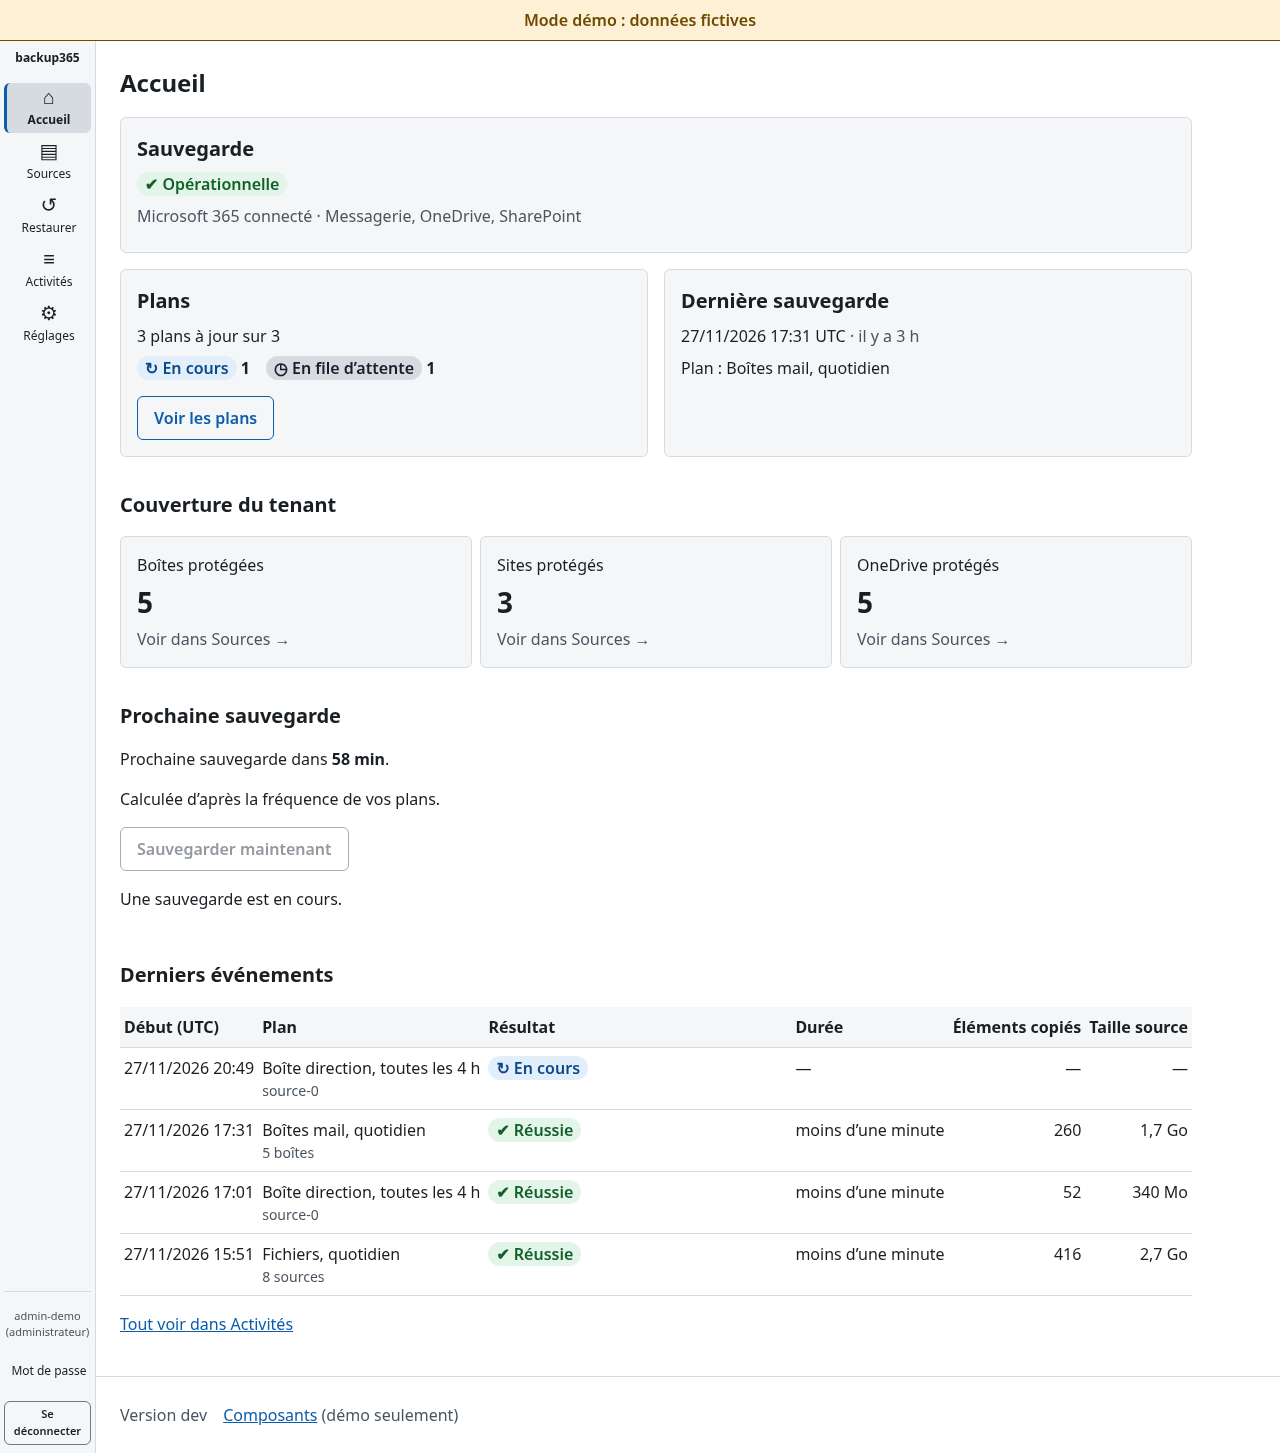 Mode démo : données fictives
backup365
⌂
Accueil
▤
Sources
↺
Restaurer
≡
Activités
⚙
Réglages
admin-demo
(administrateur)
Mot de passe
Se
déconnecter
Accueil
Sauvegarde
✔ Opérationnelle
Microsoft 365 connecté · Messagerie, OneDrive, SharePoint
Plans
3 plans à jour sur 3
↻ En cours 1 ◷ En file d’attente 1
Voir les plans
Dernière sauvegarde
27/11/2026 17:31 UTC · il y a 3 h
Plan : Boîtes mail, quotidien
Couverture du tenant
Boîtes protégées
5
Voir dans Sources →
Sites protégés
3
Voir dans Sources →
OneDrive protégés
5
Voir dans Sources →
Prochaine sauvegarde
Prochaine sauvegarde dans 58 min.
Calculée d’après la fréquence de vos plans.
Sauvegarder maintenant
Une sauvegarde est en cours.
Derniers événements
Début (UTC) Plan Résultat Durée Éléments copiés Taille source
27/11/2026 20:49 Boîte direction, toutes les 4 h ↻ En cours — — —
source-0
27/11/2026 17:31 Boîtes mail, quotidien ✔ Réussie moins d’une minute 260 1,7 Go
5 boîtes
27/11/2026 17:01 Boîte direction, toutes les 4 h ✔ Réussie moins d’une minute 52 340 Mo
source-0
27/11/2026 15:51 Fichiers, quotidien ✔ Réussie moins d’une minute 416 2,7 Go
8 sources
Tout voir dans Activités
Version dev Composants (démo seulement)